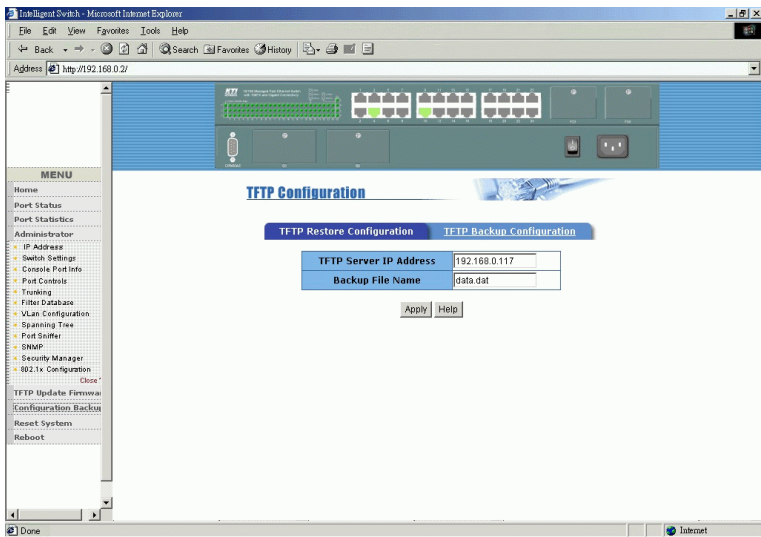 Intelligent Switch - Microsoft Internet Explorer
File Edit View Favorites Tools Help
Back Search Favorites History
Address http://192.168.0.2/
KTI
MENU
Home
Port Status
Port Statistics
Administrator
IP Address
Switch Settings
Console Port Info
Port Controls
Trunking
Filter Database
VLan Configuration
Spanning Tree
Port Sniffer
SNMP
Security Manager
802.1x Configuration
Close
TFTP Update Firmwa
Configuration Backup
Reset System
Reboot
TFTP Configuration
TFTP Restore Configuration TFTP Backup Configuration
TFTP Server IP Address 192.168.0.117
Backup File Name data.dat
Apply Help
Done Internet